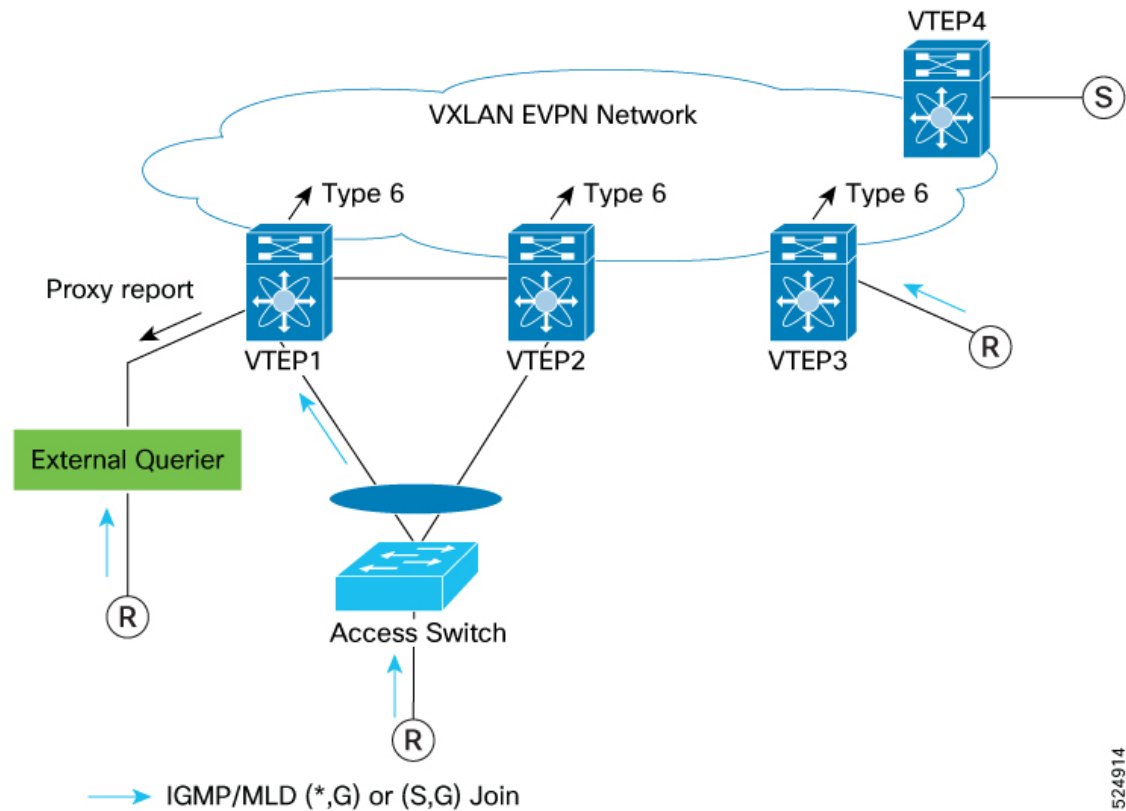 VTEP4
S
VXLAN EVPN Network
Type 6
Type 6
Type 6
Proxy report
VTEP1
VTEP2
VTEP3
R
External Querier
R
Access Switch
R
IGMP/MLD (*,G) or (S,G) Join
524914